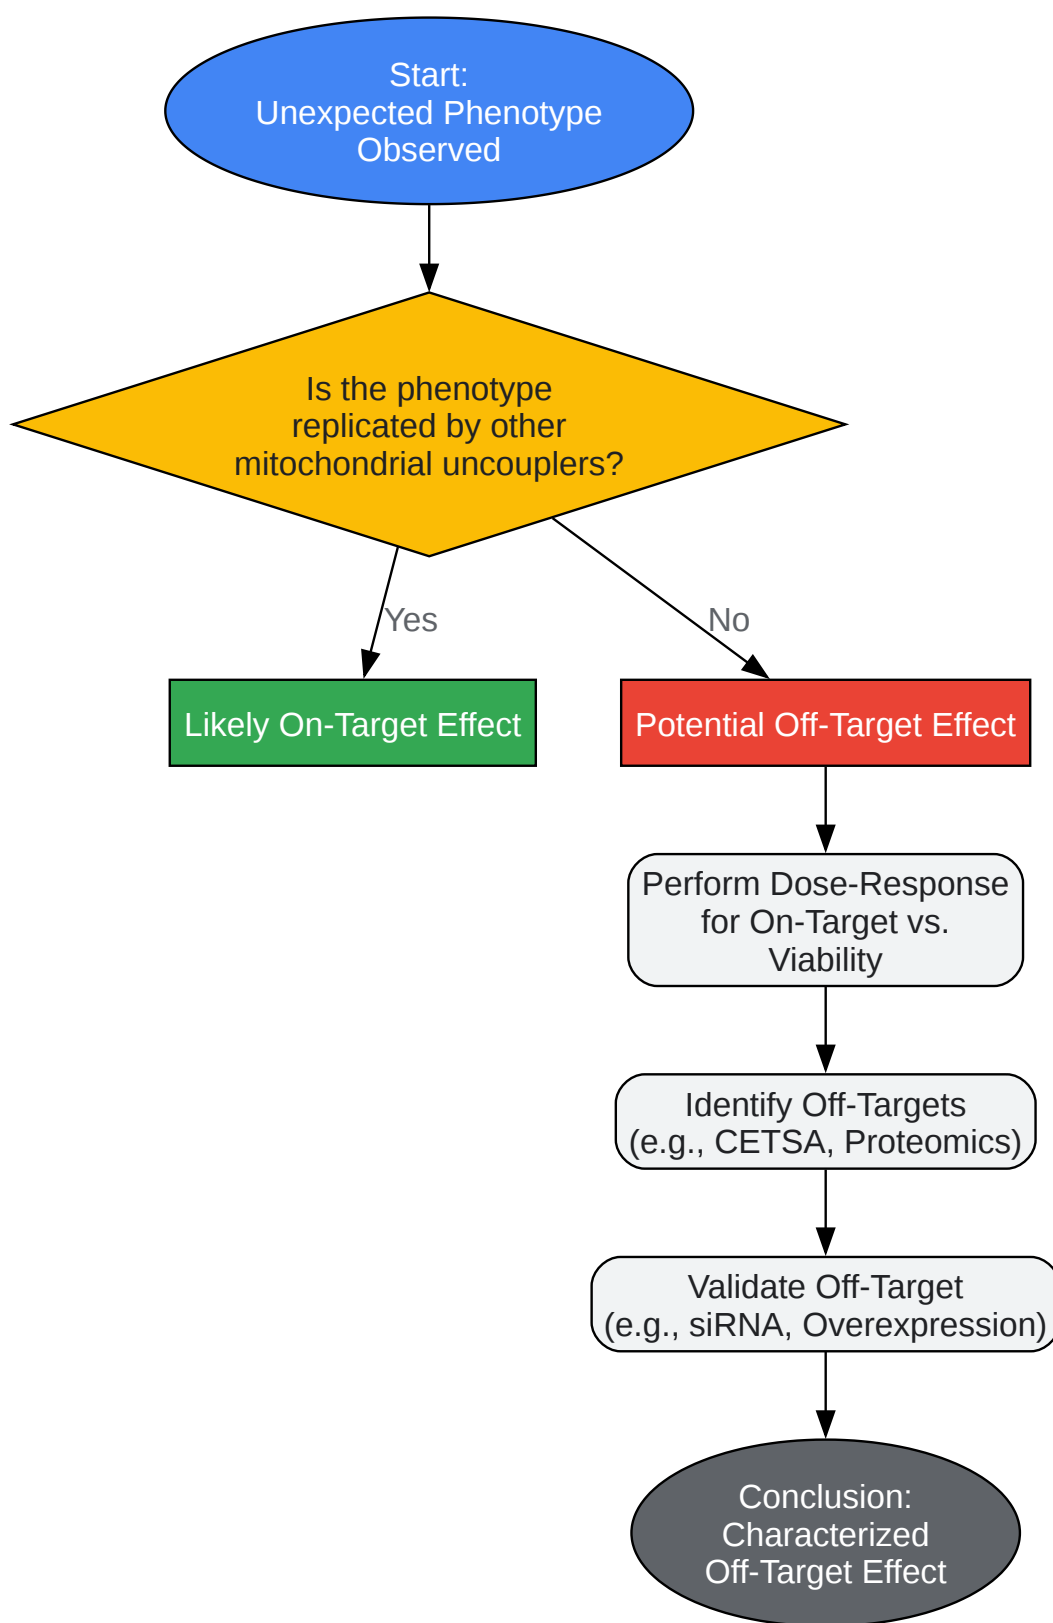 Start:
Unexpected Phenotype
Observed
Is the phenotype
replicated by other
mitochondrial uncouplers?
Yes
No
Likely On-Target Effect
Potential Off-Target Effect
Perform Dose-Response
for On-Target vs.
Viability
Identify Off-Targets
(e.g., CETSA, Proteomics)
Validate Off-Target
(e.g., siRNA, Overexpression)
Conclusion:
Characterized
Off-Target Effect